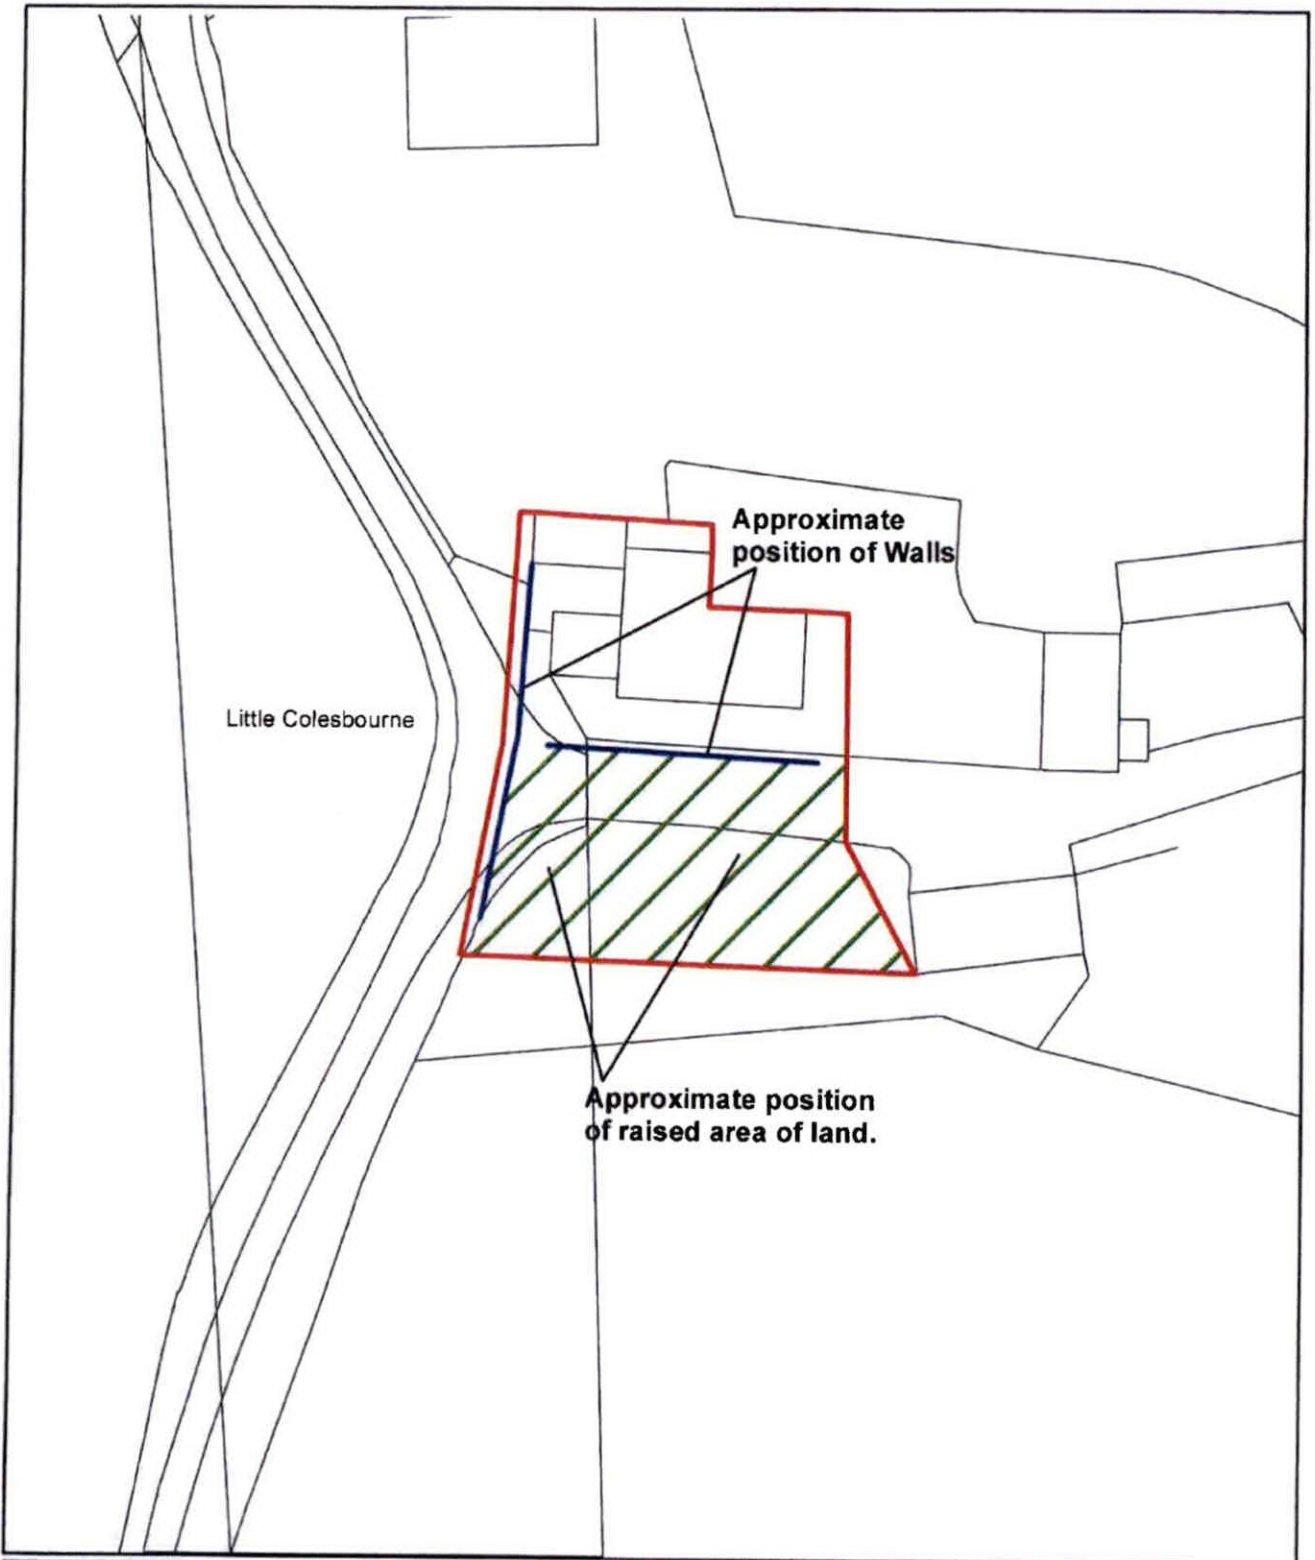 Approximate
position of Walls
Little Colesbourne
Approximate position
of raised area of land.